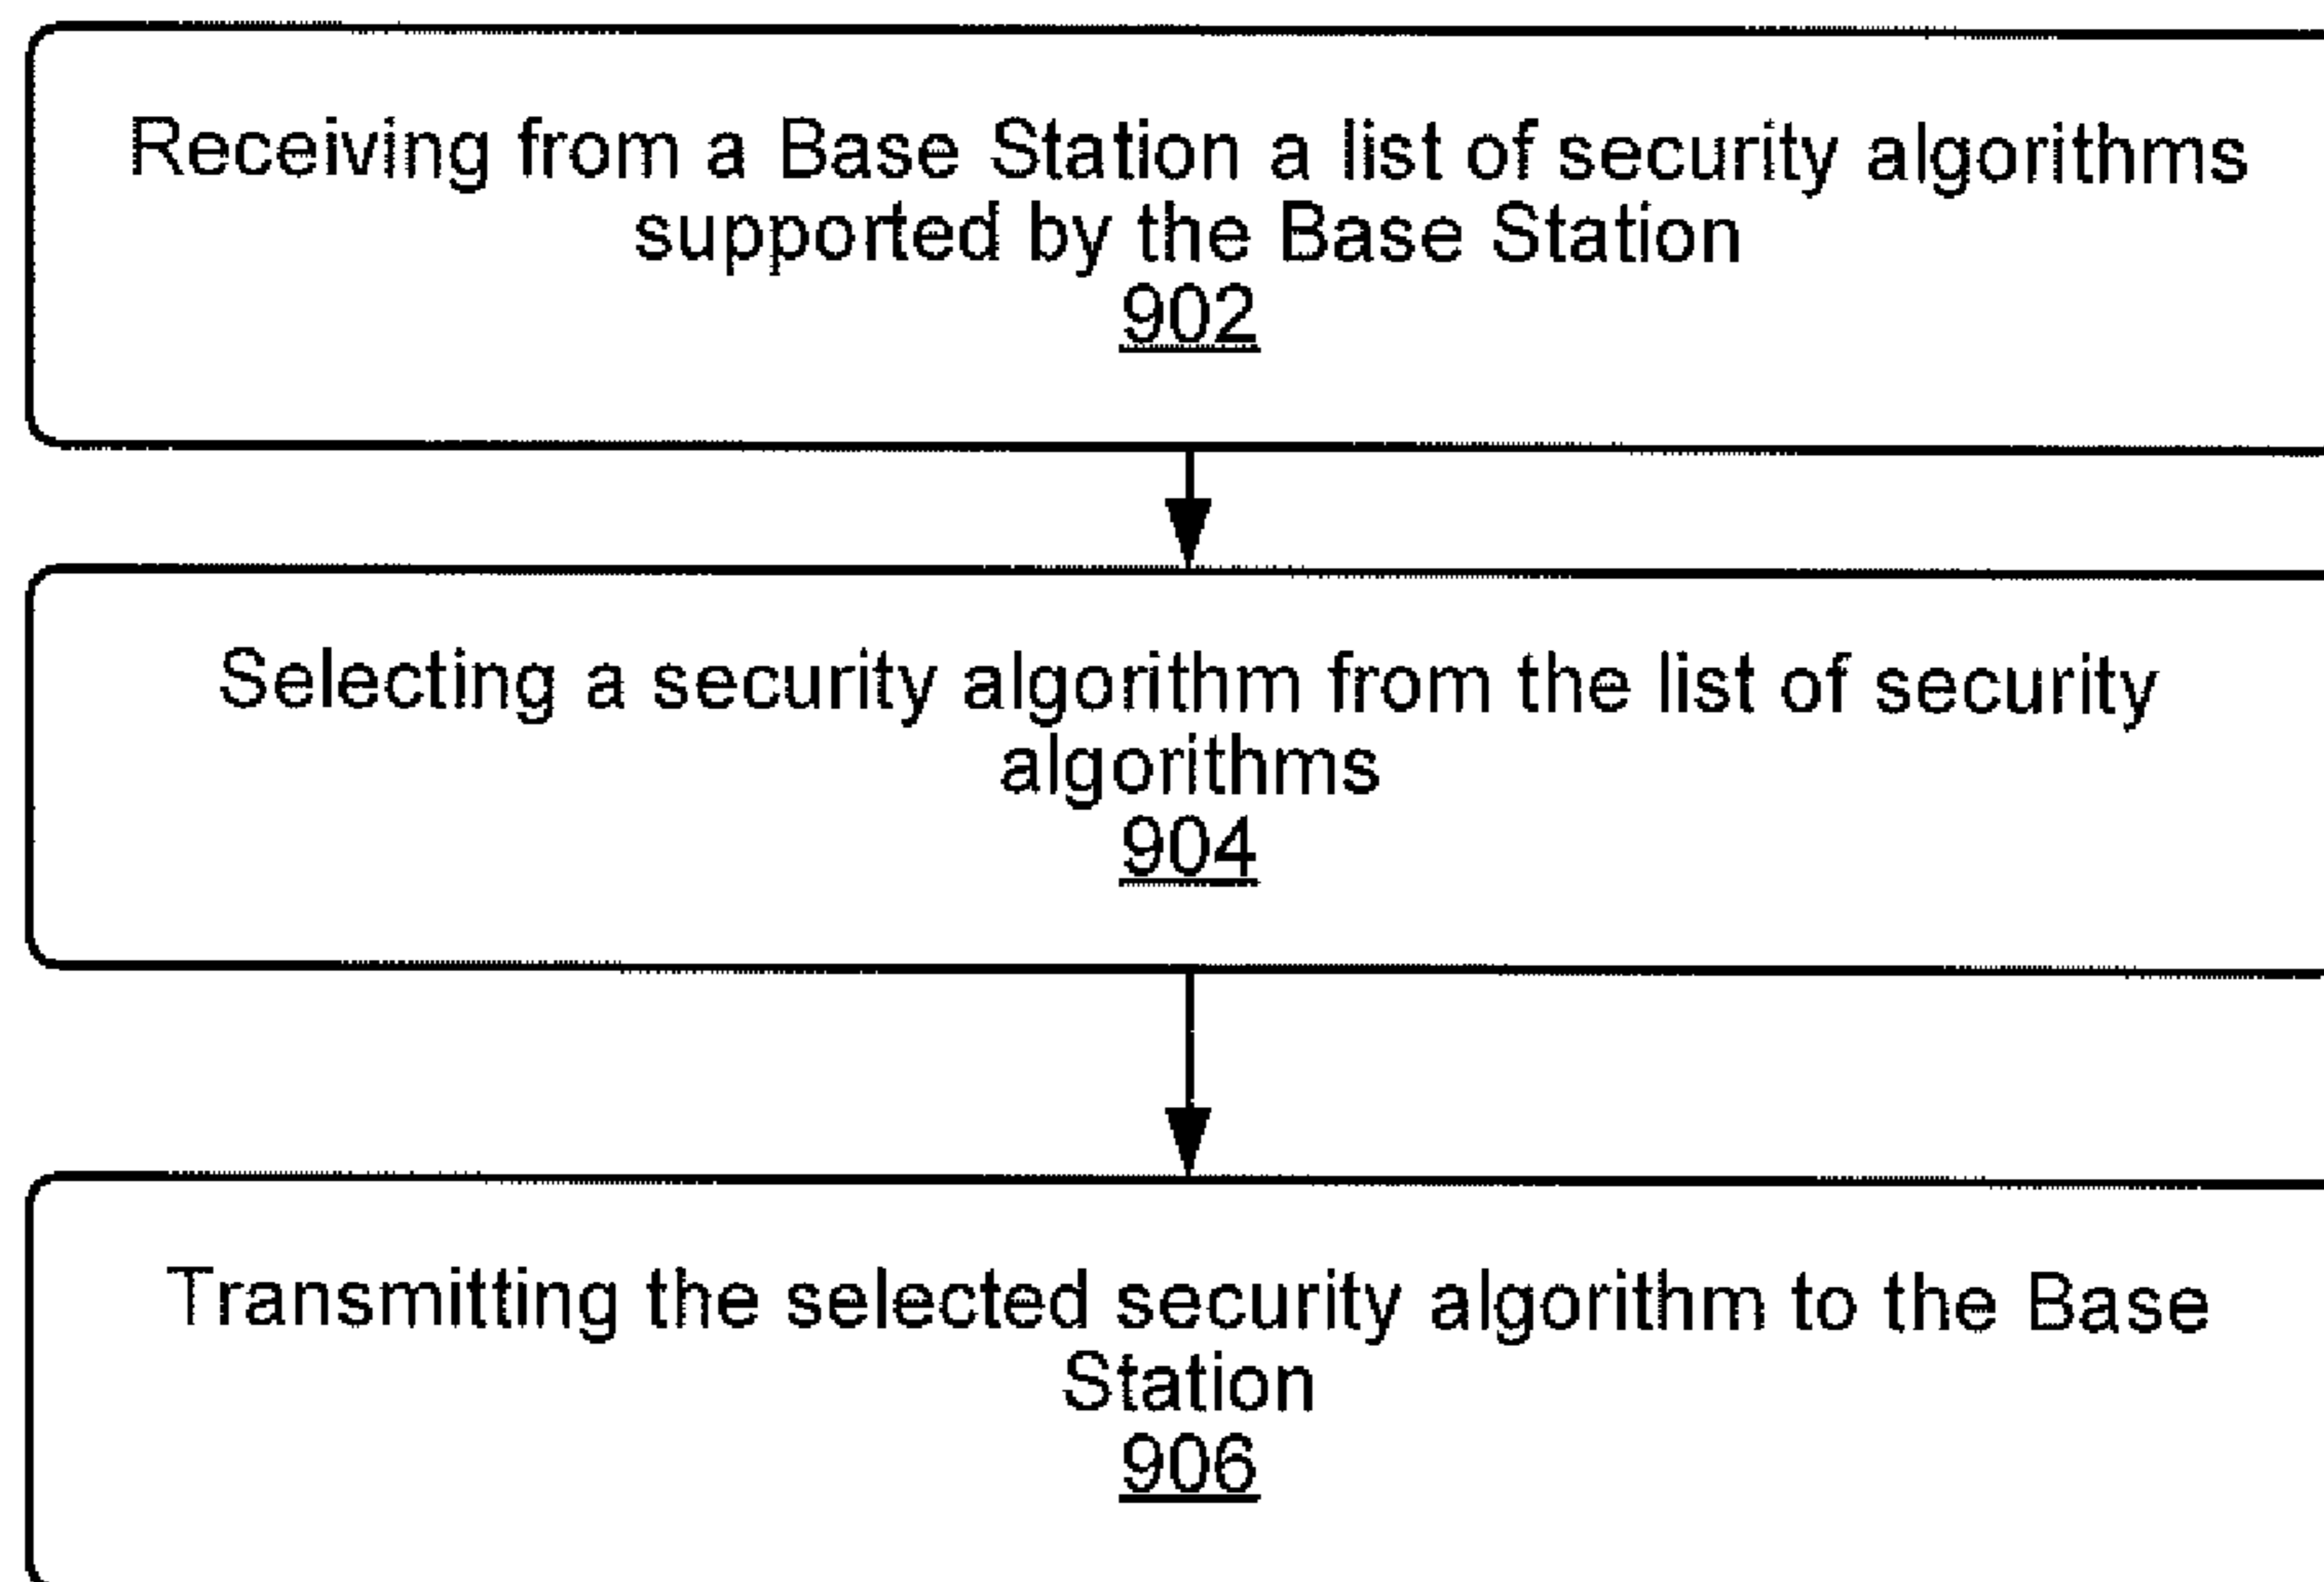 Receiving from a Base Station a list of security algorithms
supported by the Base Station
902
Selecting a security algorithm from the list of security
algorithms
904
Transmitting the selected security algorithm to the Base
Station
906